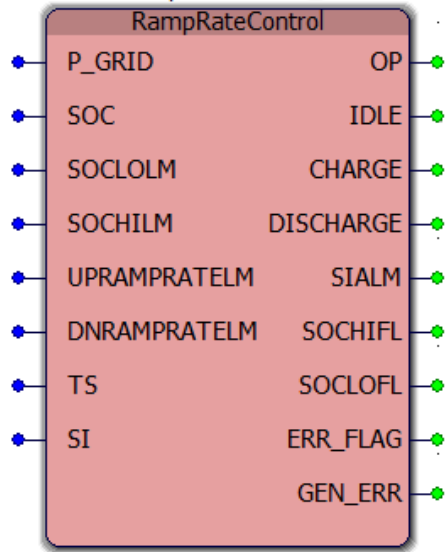 RampRateControl
P_GRID OP
SOC IDLE
SOCLOLM CHARGE
SOCHILM DISCHARGE
UPRAMPRATELM SIALM
DNRAMPRATELM SOCHIFL
TS SOCLOFL
SI ERR_FLAG
GEN_ERR